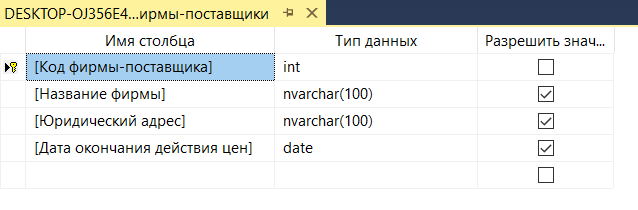 DESKTOP-OJ356E4...ирмы-поставщики
Имя столбца Тип данных Разрешить знач...
[Код фирмы-поставщика] int
[Название фирмы] nvarchar(100)
[Юридический адрес] nvarchar(100)
[Дата окончания действия цен] date